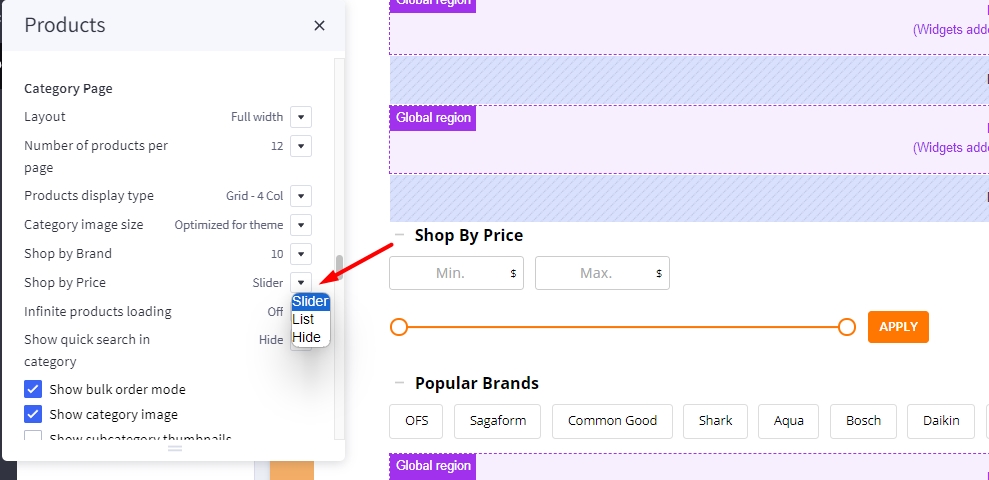 Products
Category Page
Layout Full width
Number of products per
page 12
Products display type Grid - 4 Col
Category image size Optimized for theme
Shop by Brand 10
Shop by Price Slider
Slider
List
Hide
Infinite products loading Off
Show quick search in
category Hide
Show bulk order mode
Show category image
Show subcategory thumbnails
Global region
(Widgets adde
Global region
(Widgets adde
Shop By Price
Min. $ Max. $
APPLY
Popular Brands
OFS Sagaform Common Good Shark Aqua Bosch Daikin
Global region